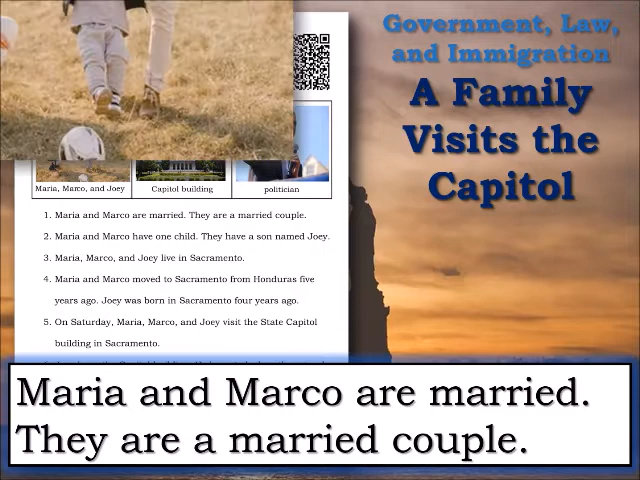 Government, Law,
and Immigration
A Family
Visits the
Capitol
Maria, Marco, and Joey
Capitol building
politician
1. Maria and Marco are married. They are a married couple.
2. Maria and Marco have one child. They have a son named Joey.
3. Maria, Marco, and Joey live in Sacramento.
4. Maria and Marco moved to Sacramento from Honduras five
years ago. Joey was born in Sacramento four years ago.
5. On Saturday, Maria, Marco, and Joey visit the State Capitol
building in Sacramento.
Maria and Marco are married.
They are a married couple.